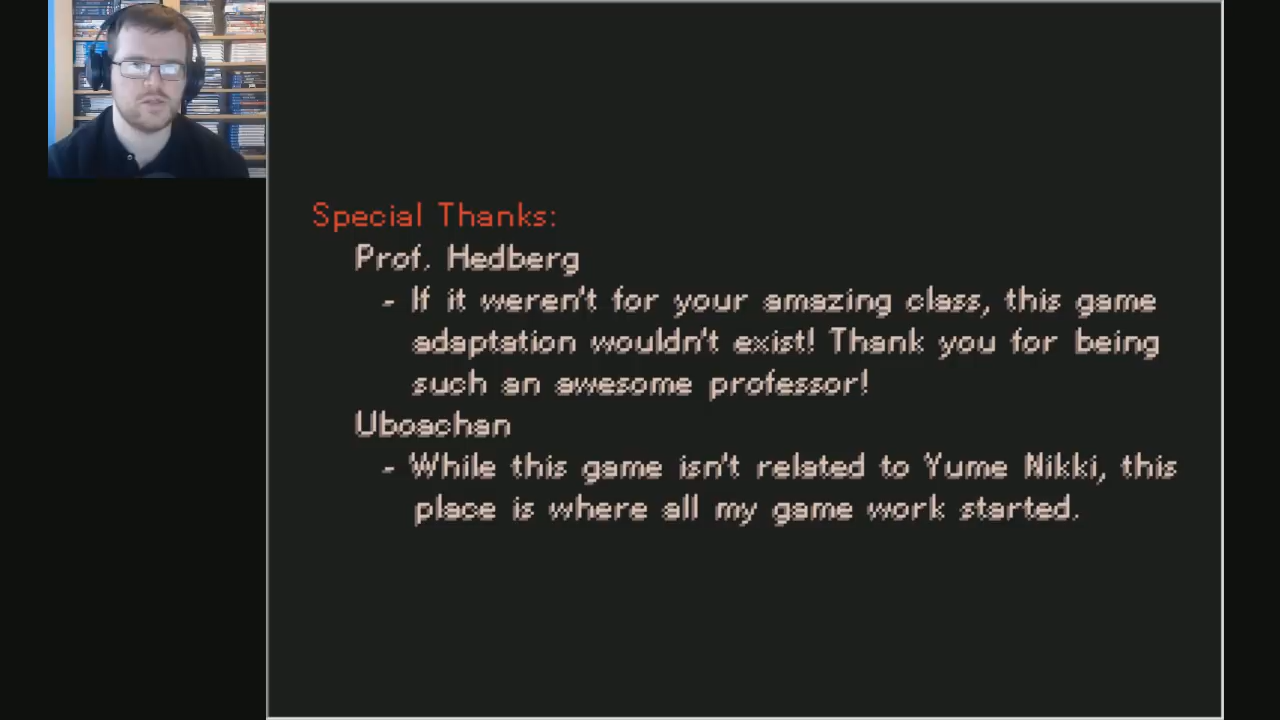 Special Thanks:
Prof. Hedberg
- If it weren't for your amazing class, this game
adaptation wouldn't exist! Thank you for being
such an awesome professor!
Uboachan
- While this game isn't related to Yume Nikki, this
place is where all my game work started.